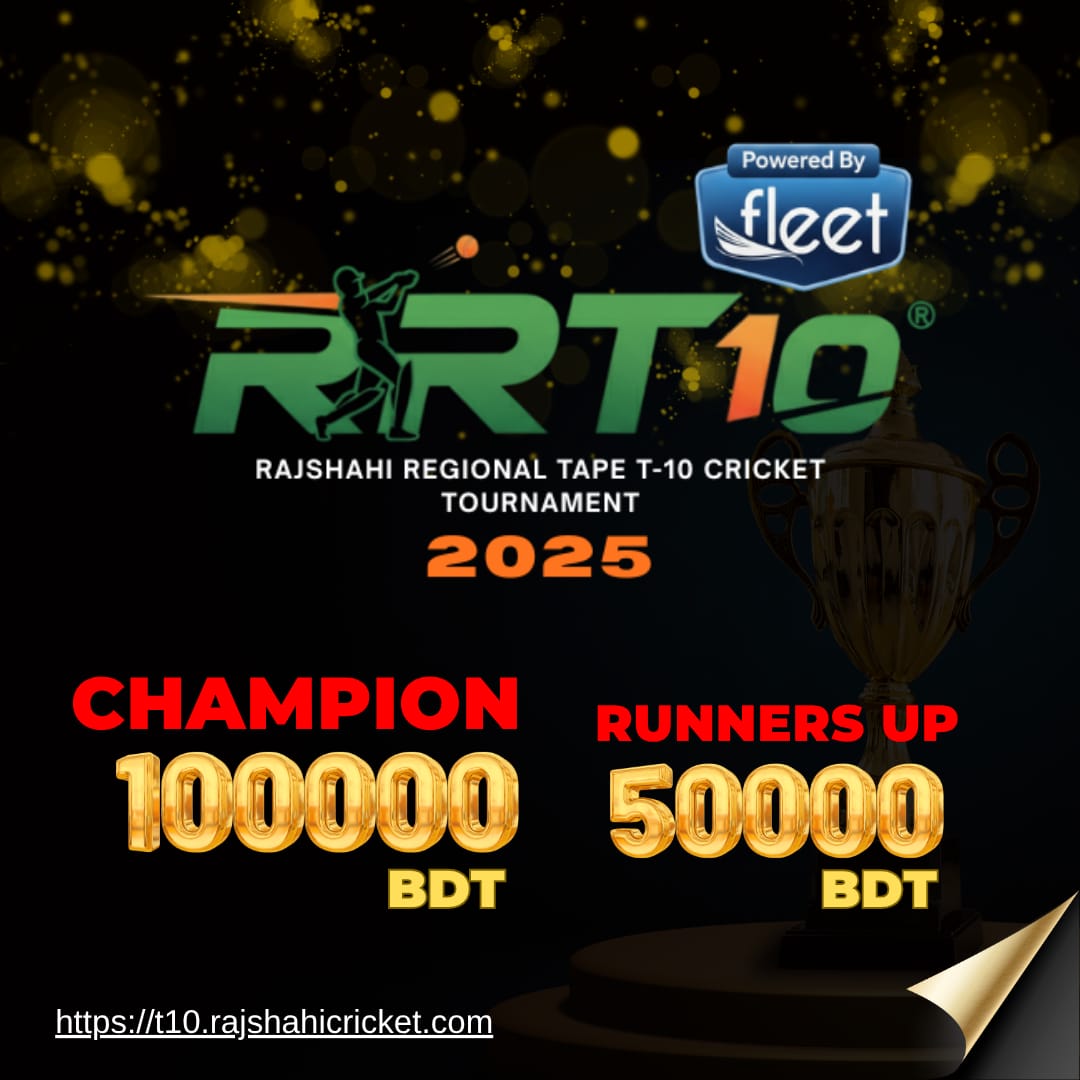 Powered By
fleet
RRT10®
RAJSHAHI REGIONAL TAPE T-10 CRICKET
TOURNAMENT
2025
CHAMPION
100000
BDT
RUNNERS UP
50000
BDT
https://t10.rajshahicricket.com